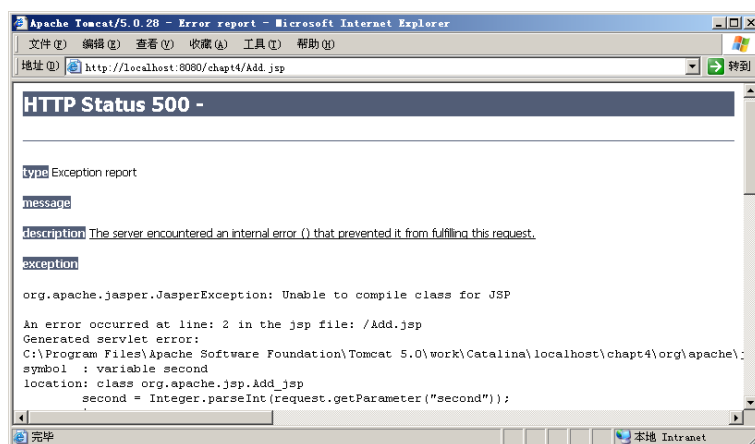 Apache Tomcat/5.0.28 - Error report - Microsoft Internet Explorer
文件(F) 编辑(E) 查看(V) 收藏(A) 工具(T) 帮助(H)
地址(D) http://localhost:8080/chapt4/Add.jsp 转到
HTTP Status 500 -
type Exception report
message
description The server encountered an internal error () that prevented it from fulfilling this request.
exception
org.apache.jasper.JasperException: Unable to compile class for JSP
An error occurred at line: 2 in the jsp file: /Add.jsp
Generated servlet error:
C:\Program Files\Apache Software Foundation\Tomcat 5.0\work\Catalina\localhost\chapt4\org\apache\j
symbol : variable second
location: class org.apache.jsp.Add_jsp
second = Integer.parseInt(request.getParameter("second"));
完毕 本地 Intranet